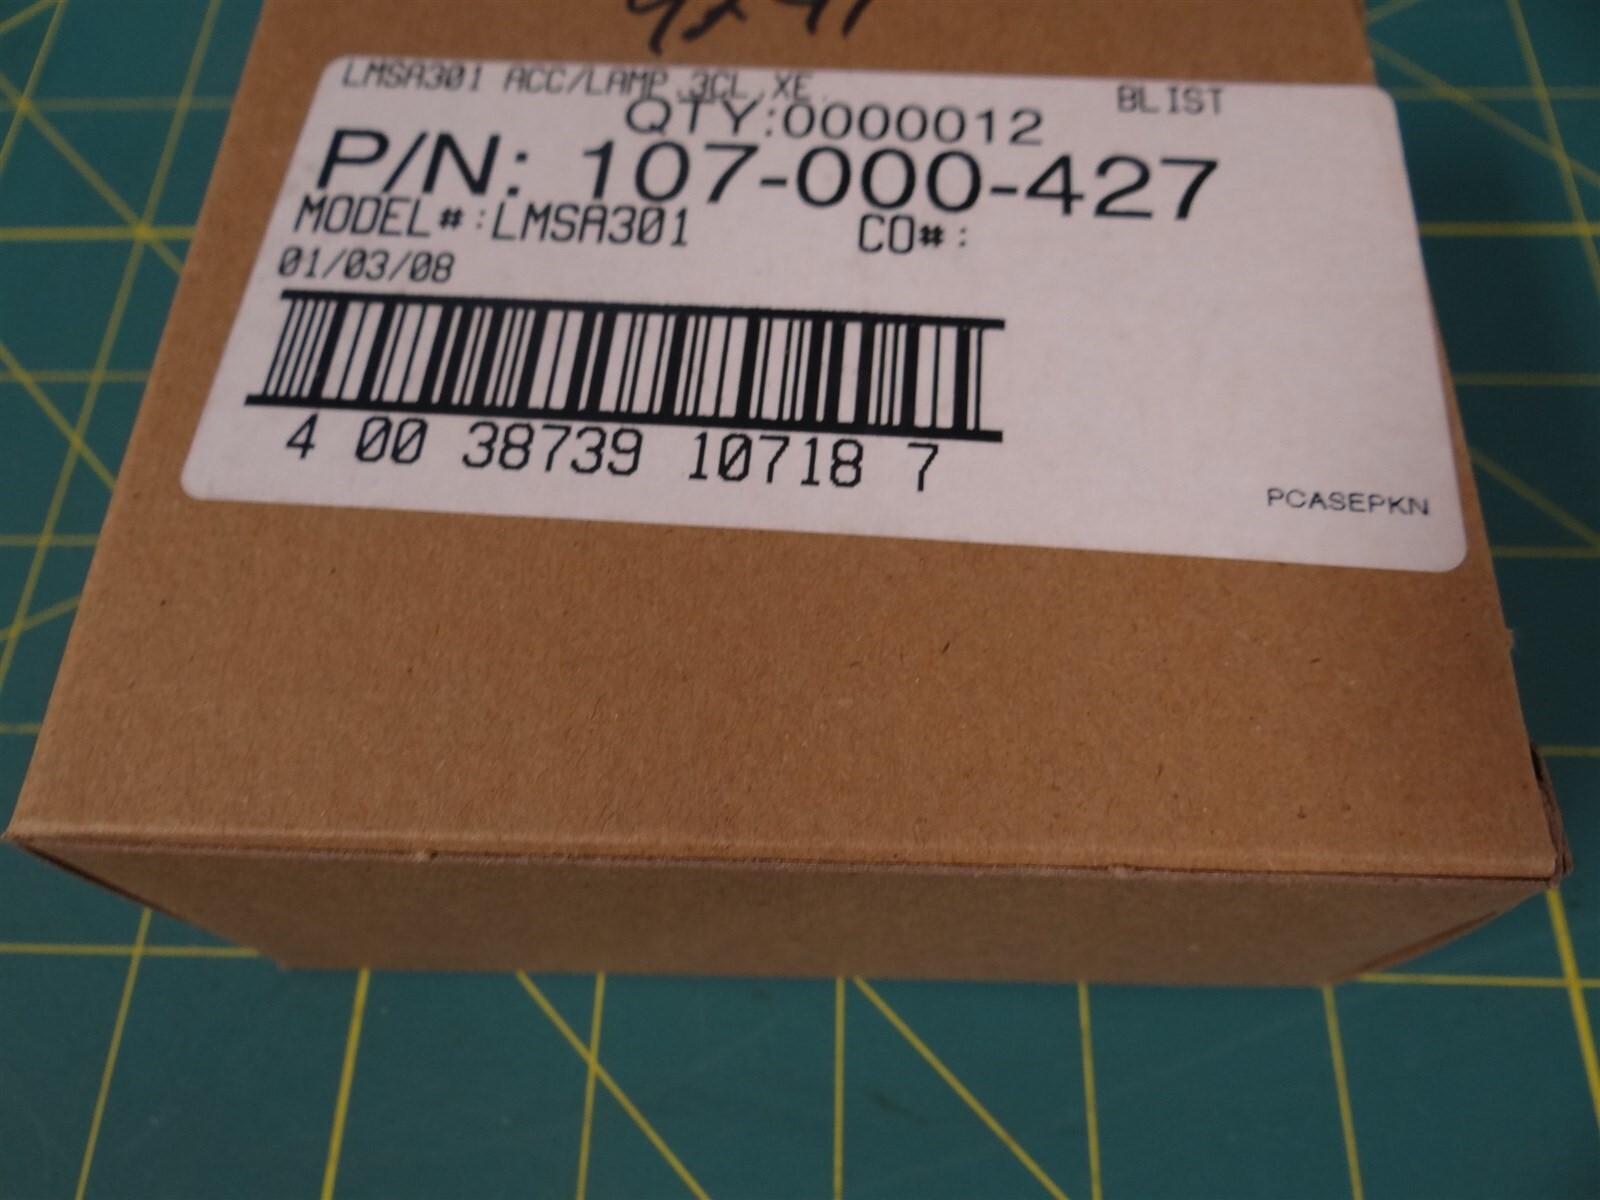 LMSA301 ACC/LAMP,3CL,XE.
BLIST
QTY:0000012
P/N: 107-000-427
MODEL#:LMSA301 CO#:
01/03/08
4 00 38739 10718 7
PCASEPKN